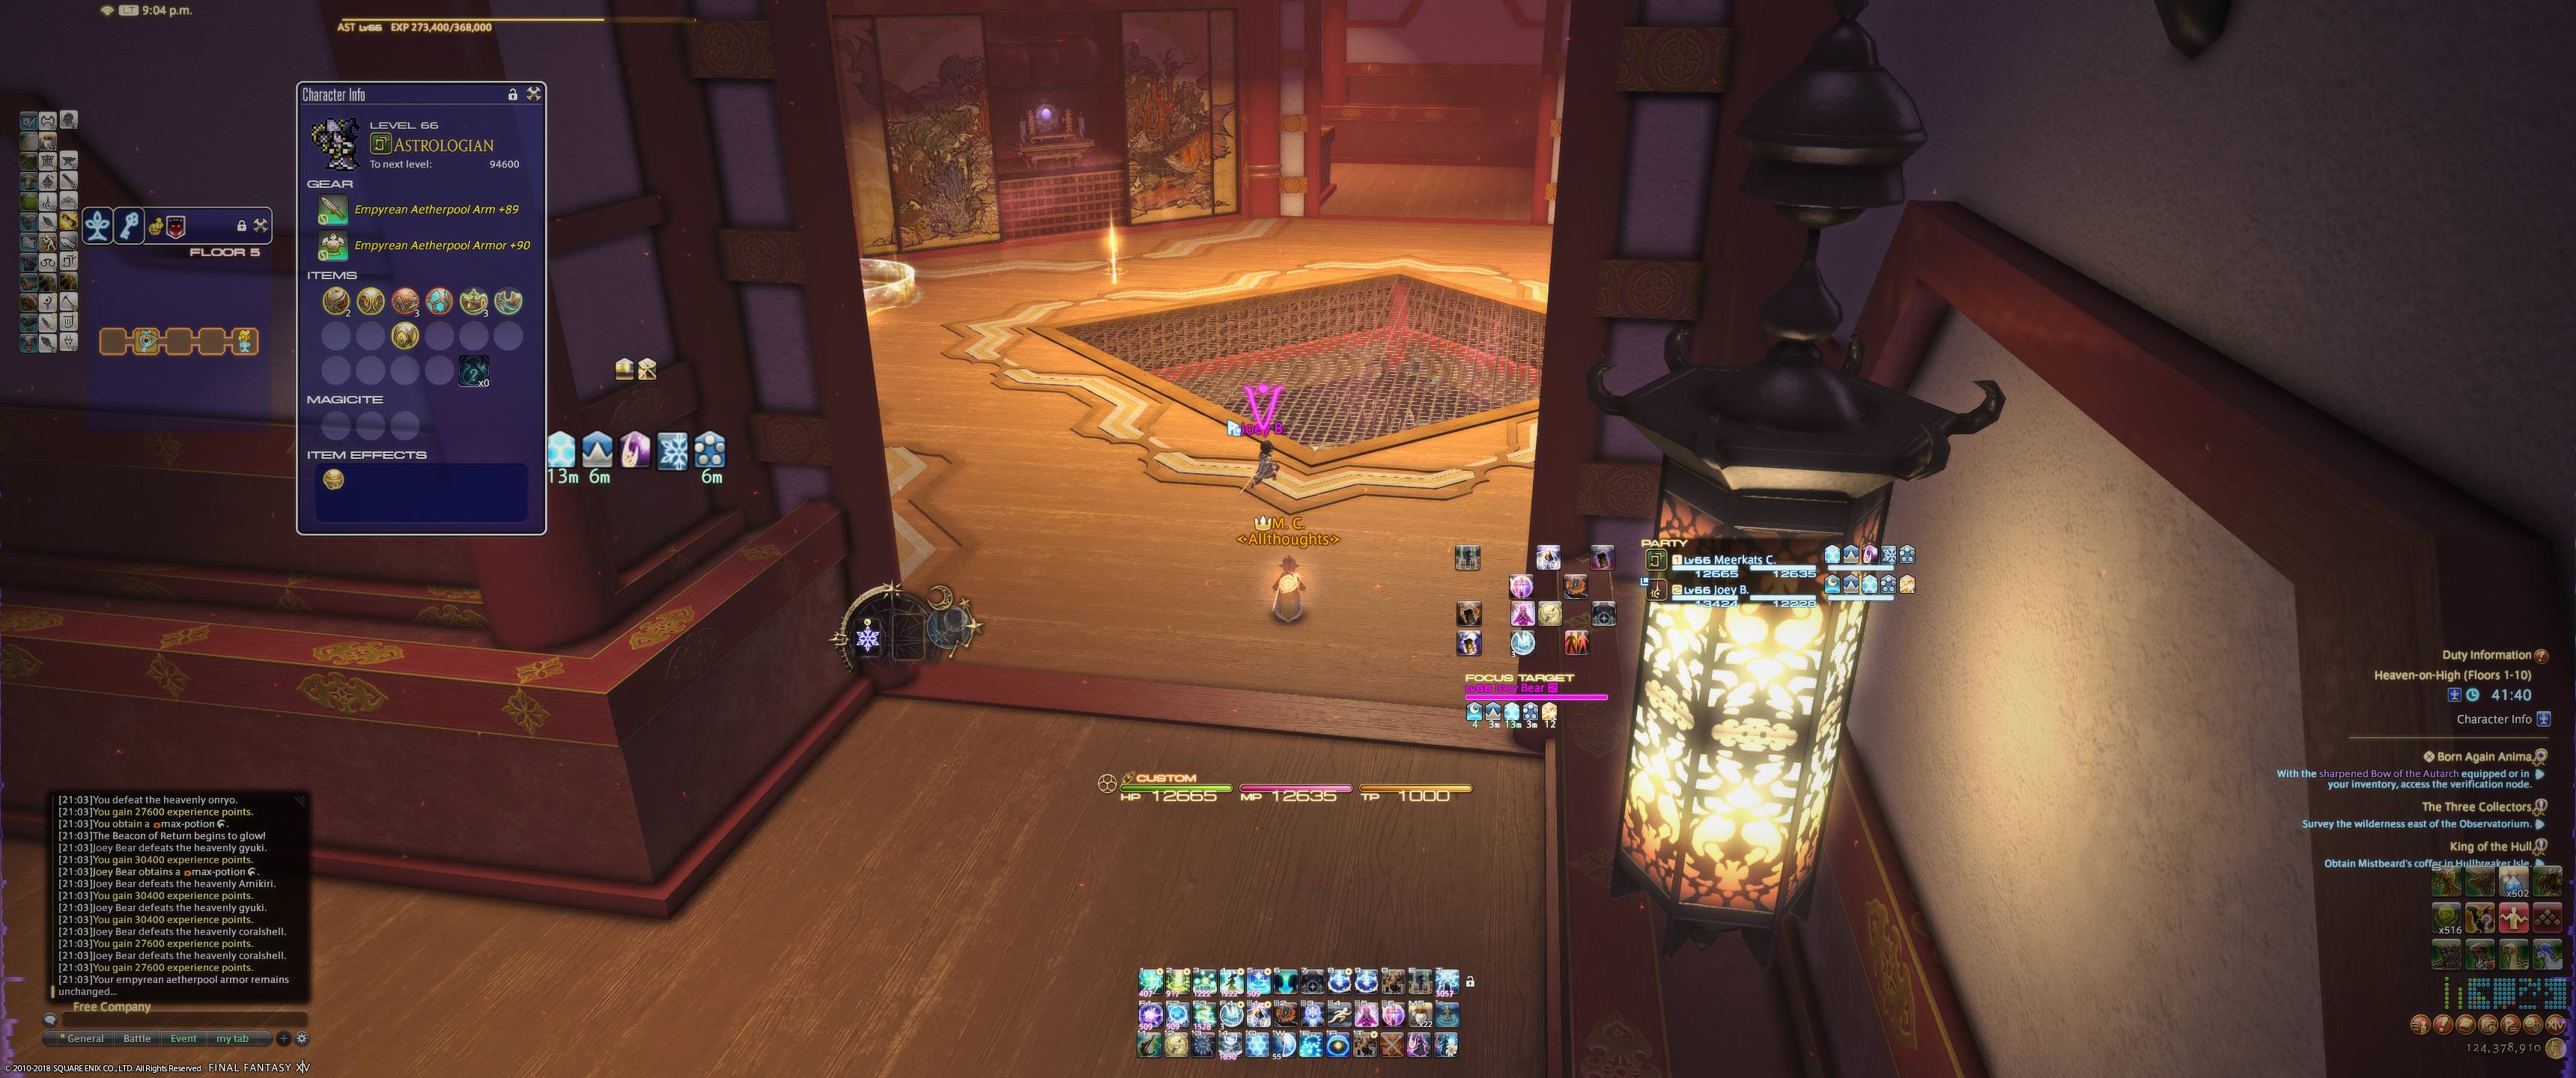 LT 9:04 p.m.
AST Lv66 EXP 273,400/368,000
Character Info
LEVEL 66
ASTROLOGIAN
To next level: 94600
GEAR
Empyrean Aetherpool Arm +89
Empyrean Aetherpool Armor +90
ITEMS
2 3 3
x0
MAGICITE
ITEM EFFECTS
FLOOR 5
13m 6m 6m
Joey B.
M. C.
«Allthoughts»
PARTY
1 Lv66 Meerkats C.
12665 12635
2 Lv66 Joey B.
13424 12228
FOCUS TARGET
Lv66 Joey Bear
4 3m 13m 3m 12
CUSTOM
HP 12665 MP 12635 TP 1000
Duty Information
Heaven-on-High (Floors 1-10)
41:40
Character Info
Born Again Anima
With the sharpened Bow of the Autarch equipped or in
your inventory, access the verification node.
The Three Collectors
Survey the wilderness east of the Observatorium.
King of the Hull
Obtain Mistbeard's coffer in Hullbreaker Isle.
x502
x516
124,378,910
[21:03]You defeat the heavenly onryo.
[21:03]You gain 27600 experience points.
[21:03]You obtain a max-potion.
[21:03]The Beacon of Return begins to glow!
[21:03]Joey Bear defeats the heavenly gyuki.
[21:03]You gain 30400 experience points.
[21:03]Joey Bear obtains a max-potion.
[21:03]Joey Bear defeats the heavenly Amikiri.
[21:03]You gain 30400 experience points.
[21:03]Joey Bear defeats the heavenly gyuki.
[21:03]You gain 30400 experience points.
[21:03]Joey Bear defeats the heavenly coralshell.
[21:03]You gain 27600 experience points.
[21:03]Joey Bear defeats the heavenly coralshell.
[21:03]You gain 27600 experience points.
[21:03]Your empyrean aetherpool armor remains
unchanged...
Free Company
General Battle Event my tab
© 2010-2018 SQUARE ENIX CO., LTD. All Rights Reserved. FINAL FANTASY XIV